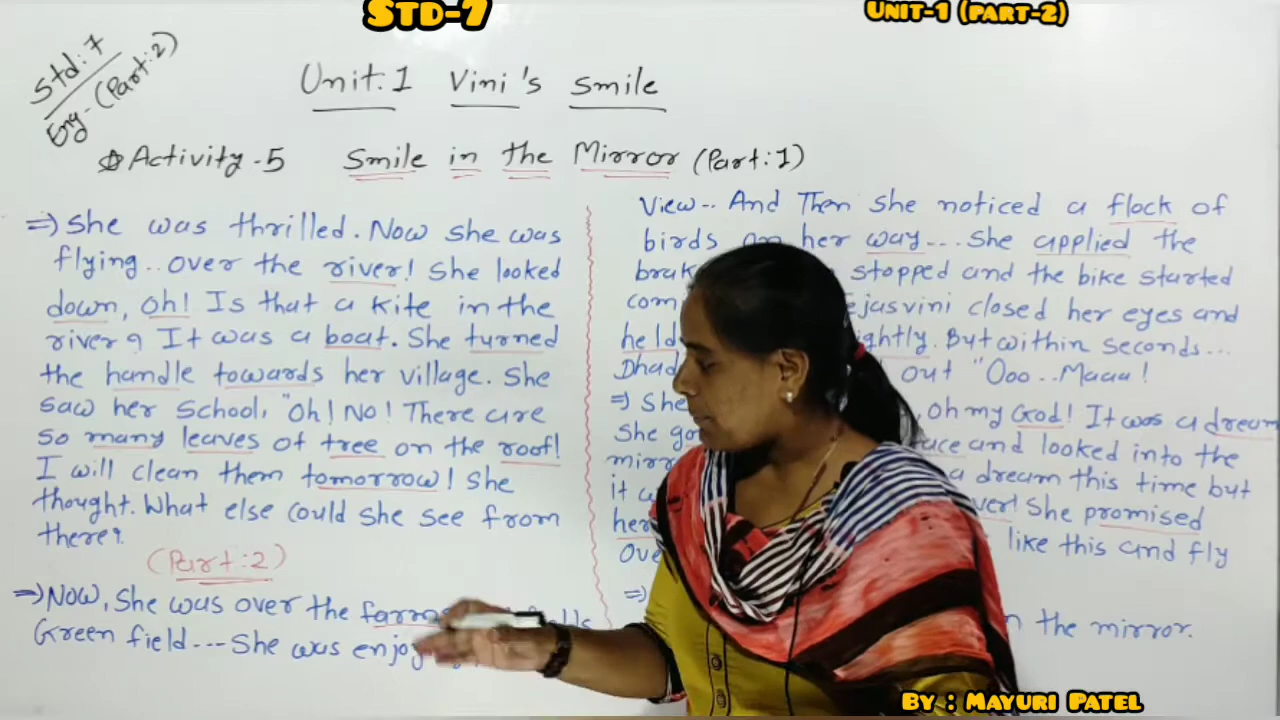 STD-7
UNIT-1 (PART-2)
Std:7
Eng-(Part:2)
Unit:1 Vini's Smile
Activity-5 Smile in the Mirror (Part:1)
=> She was thrilled. Now she was
flying.. over the river! She looked
down, oh! Is that a kite in the
river? It was a boat. She turned
the handle towards her village. She
saw her school, "Oh! No! There are
so many leaves of tree on the roof!
I will clean them tomorrow! She
thought. What else could she see from
there?
(Part:2)
=> Now, She was over the
Green field --- She was
View-- And Then she noticed a flock of
birds on her way.... She applied the
stopped and the bike started
closed her eyes and
held But within seconds...
out "Ooo..Maaa!
=> She oh my God! It was a dream
She and looked into the
a dream this time but
it She promised
her like this and fly
=>
the mirror.
BY : MAYURI PATEL